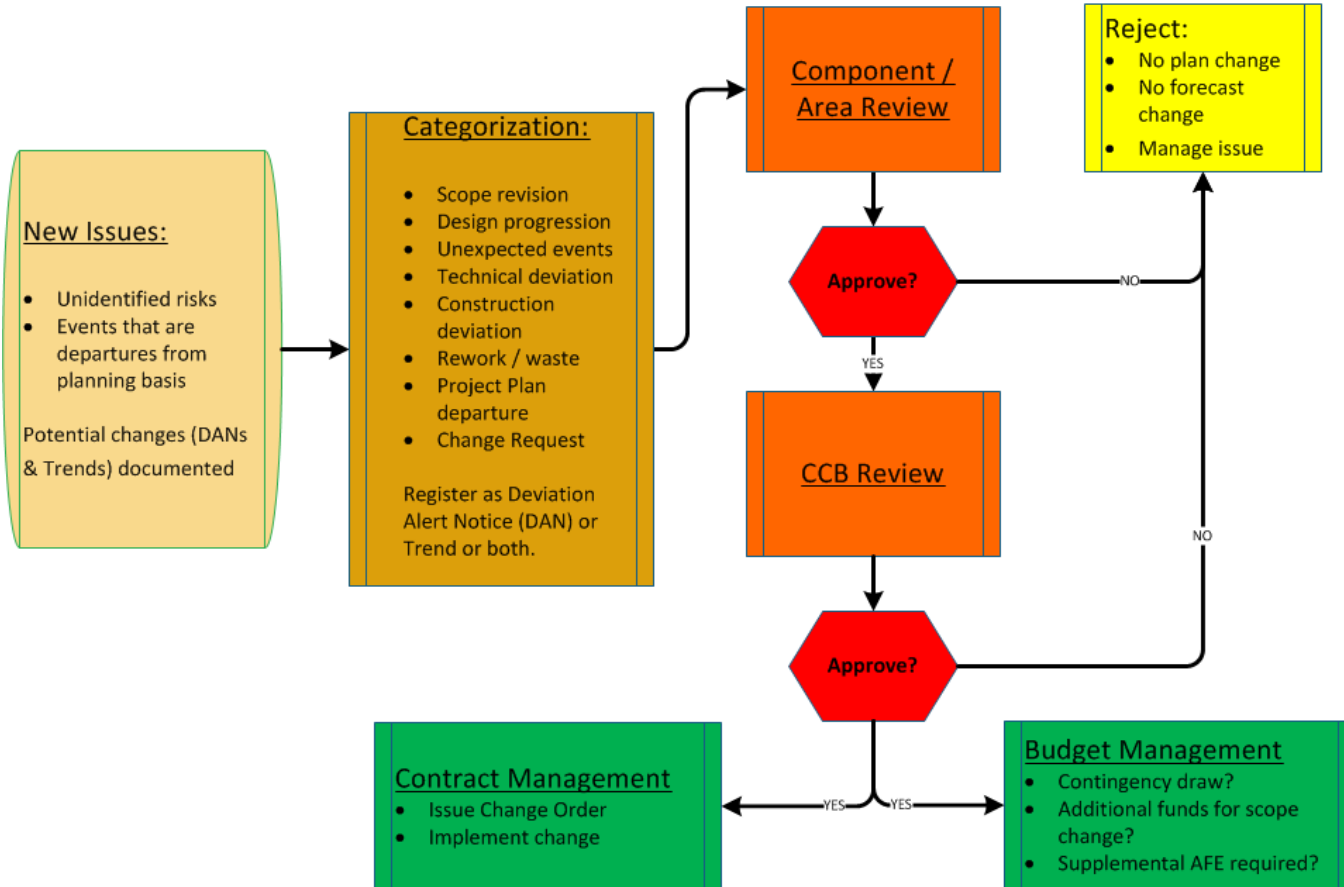 New Issues:
• Unidentified risks
• Events that are
departures from
planning basis
Potential changes (DANs
& Trends) documented
Categorization:
• Scope revision
• Design progression
• Unexpected events
• Technical deviation
• Construction
deviation
• Rework / waste
• Project Plan
departure
• Change Request
Register as Deviation
Alert Notice (DAN) or
Trend or both.
Component /
Area Review
Approve?
NO
YES
Reject:
• No plan change
• No forecast
change
• Manage issue
CCB Review
NO
Approve?
YES
YES
Contract Management
• Issue Change Order
• Implement change
Budget Management
• Contingency draw?
• Additional funds for scope
change?
• Supplemental AFE required?